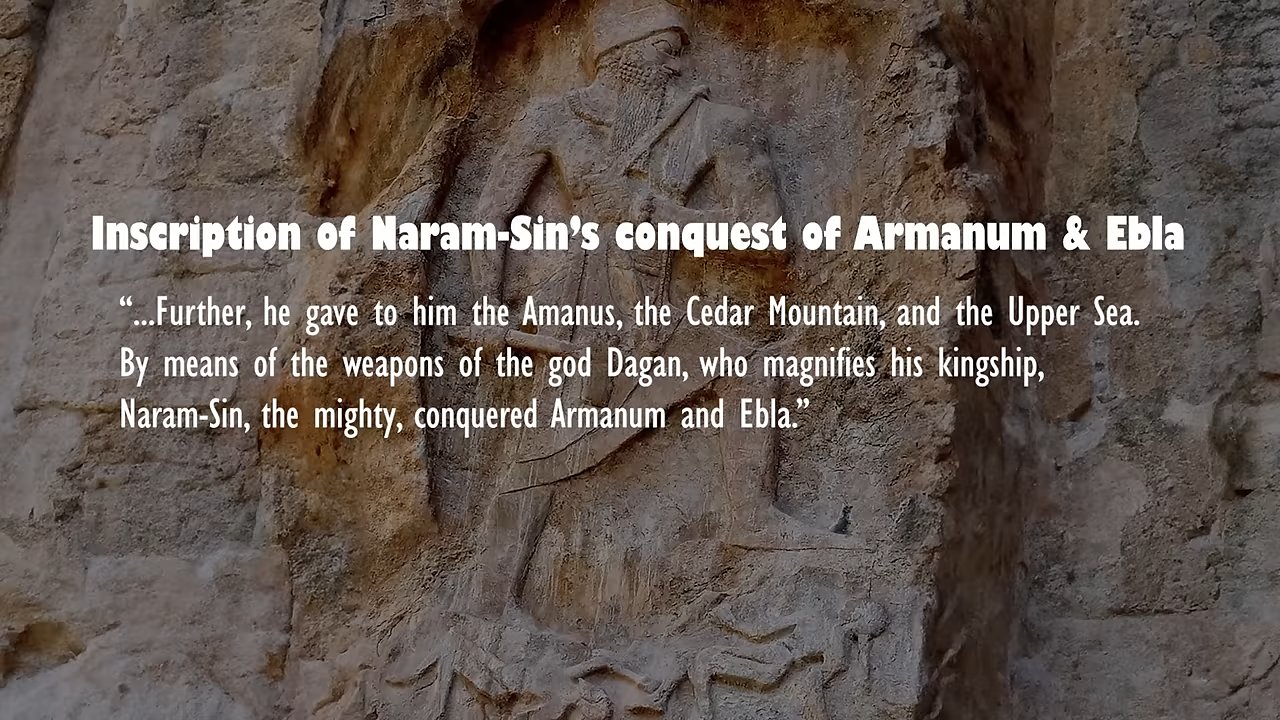 Inscription of Naram-Sin’s conquest of Armanum & Ebla
“...Further, he gave to him the Amanus, the Cedar Mountain, and the Upper Sea.
By means of the weapons of the god Dagan, who magnifies his kingship,
Naram-Sin, the mighty, conquered Armanum and Ebla.”